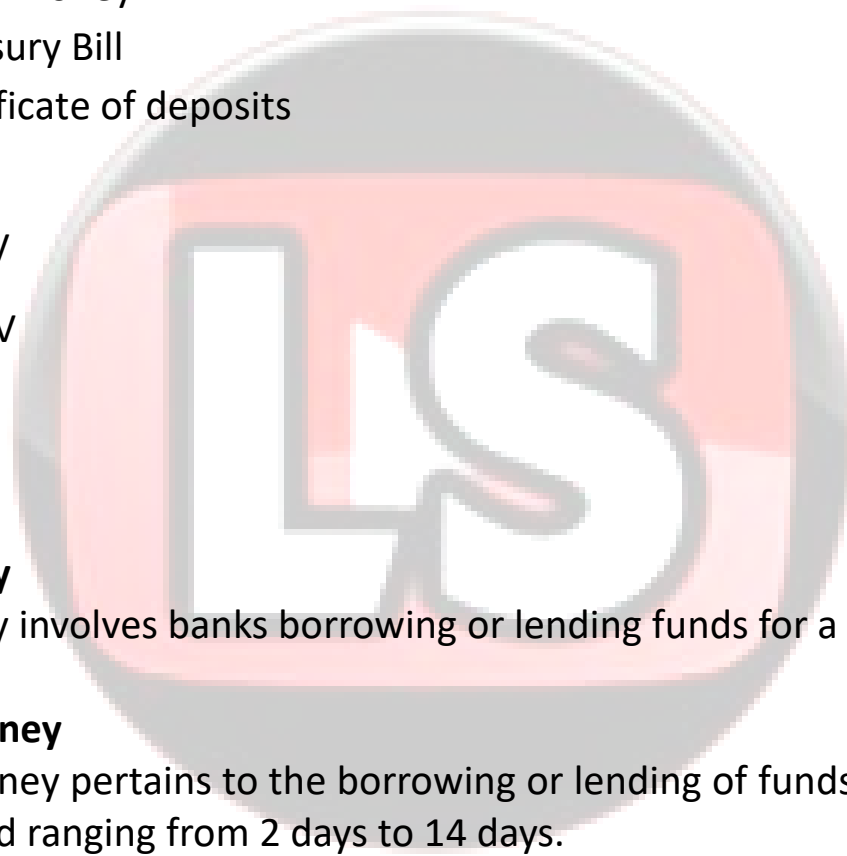 sury Bill
ficate of deposits
V
LS
y
y involves banks borrowing or lending funds for a
ney
ney pertains to the borrowing or lending of funds
d ranging from 2 days to 14 days.